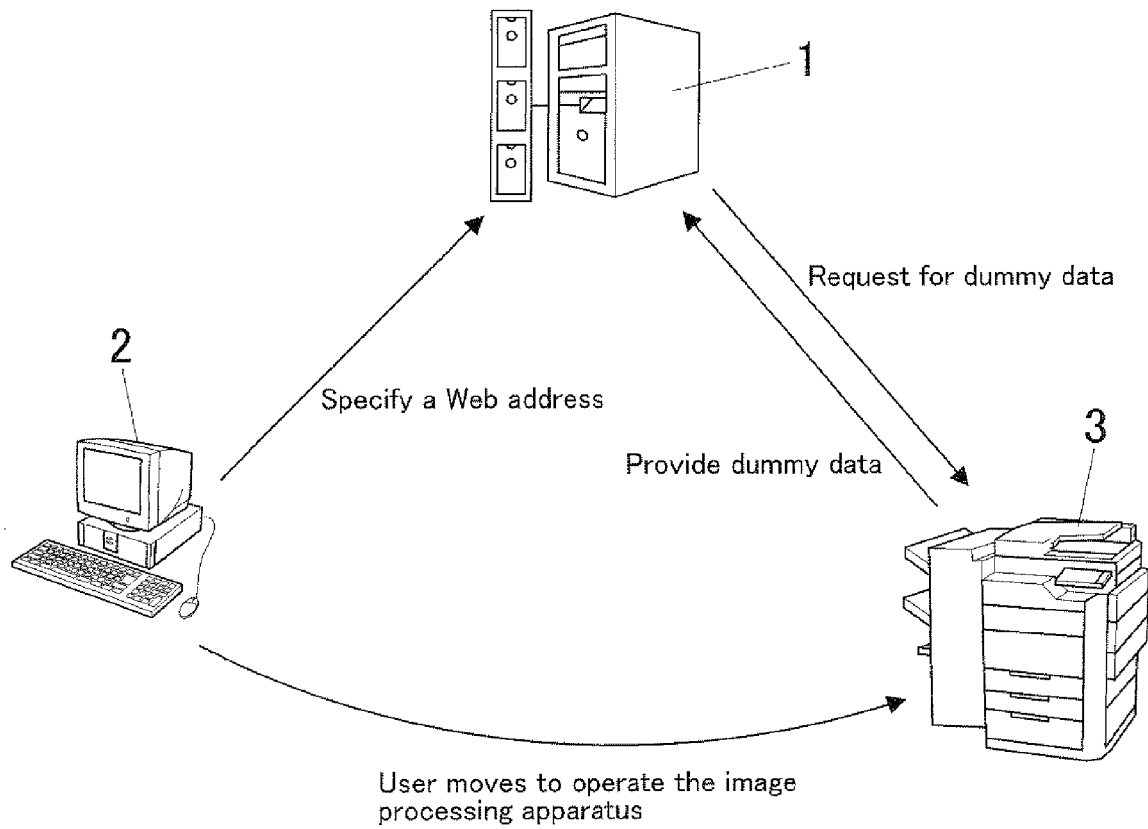 1
Request for dummy data
2
Specify a Web address
3
Provide dummy data
User moves to operate the image
processing apparatus